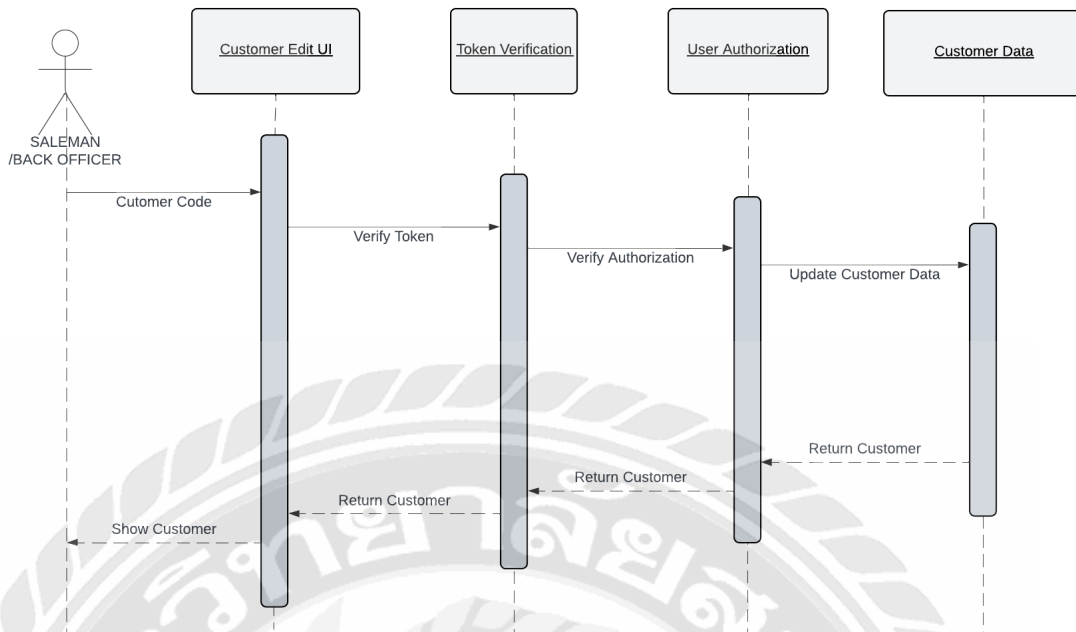 Customer Edit UI
Token Verification
User Authorization
Customer Data
SALEMAN
/BACK OFFICER
Cutomer Code
Verify Token
Verify Authorization
Update Customer Data
Return Customer
Return Customer
Return Customer
Show Customer